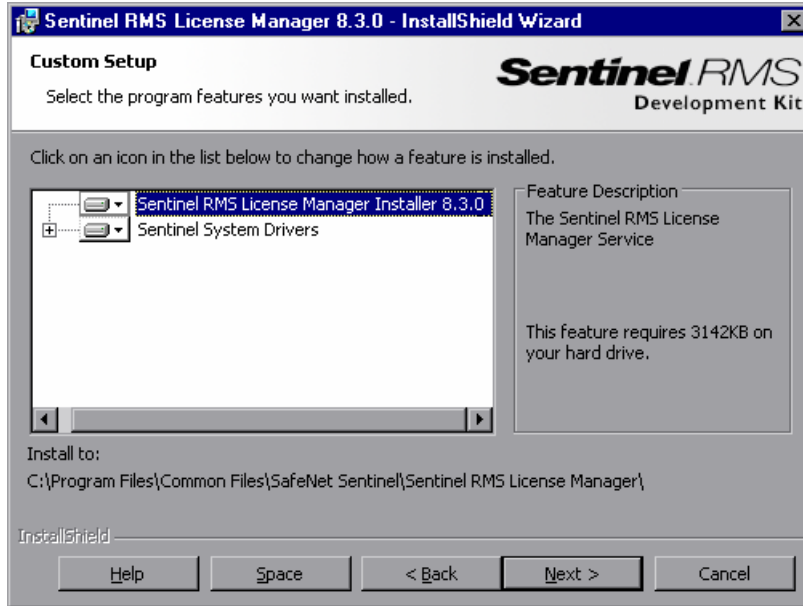 Sentinel RMS License Manager 8.3.0 - InstallShield Wizard
Custom Setup
Select the program features you want installed.
Sentinel RMS
Development Kit
Click on an icon in the list below to change how a feature is installed.
Sentinel RMS License Manager Installer 8.3.0
Sentinel System Drivers
Feature Description
The Sentinel RMS License
Manager Service
This feature requires 3142KB on
your hard drive.
Install to:
C:\Program Files\Common Files\SafeNet Sentinel\Sentinel RMS License Manager\
InstallShield
Help
Space
< Back
Next >
Cancel